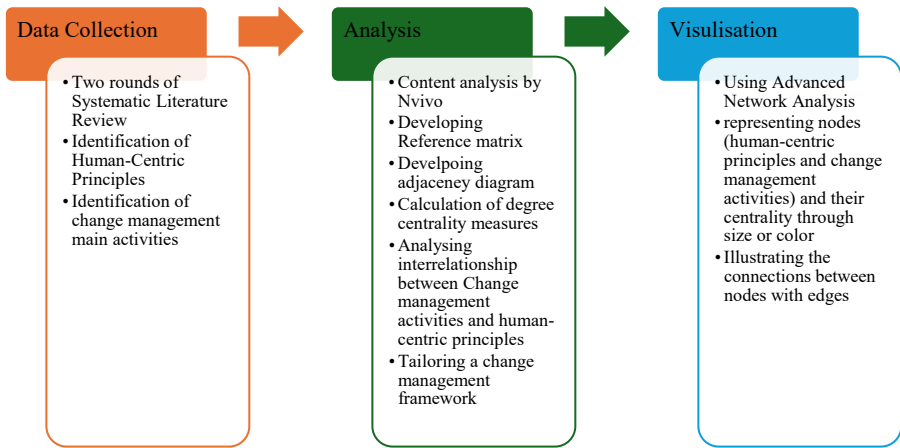 Data Collection
• Two rounds of
Systematic Literature
Review
• Identification of
Human-Centric
Principles
• Identification of
change management
main activities
Analysis
• Content analysis by
Nvivo
• Developing
Reference matrix
• Develpoing
adjaceney diagram
• Calculation of degree
centrality measures
• Analysing
interrelationship
between Change
management
activities and human-
centric principles
• Tailoring a change
management
framework
Visulisation
• Using Advanced
Network Analysis
• representing nodes
(human-centric
principles and change
management
activities) and their
centrality through
size or color
• Illustrating the
connections between
nodes with edges